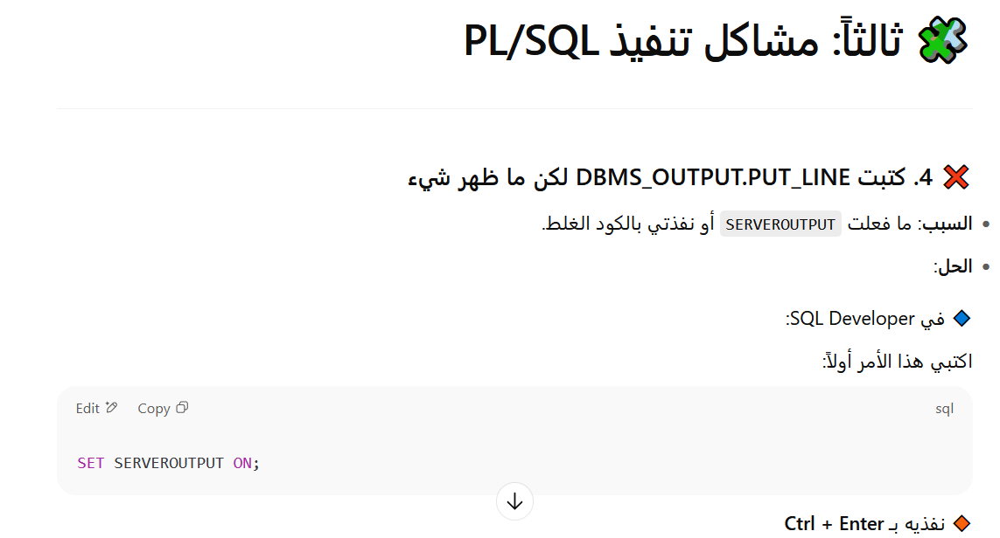 🧩 ثالثاً: مشاكل تنفيذ PL/SQL
❌ 4. كتبت DBMS_OUTPUT.PUT_LINE لكن ما ظهر شيء
• السبب: ما فعلت SERVEROUTPUT أو نفذتي بالكود الغلط.
• الحل:
🔷 في SQL Developer:
اكتبي هذا الأمر أولاً:
sql Copy Edit
SET SERVEROUTPUT ON;
🔶 نفذيه بـ Ctrl + Enter